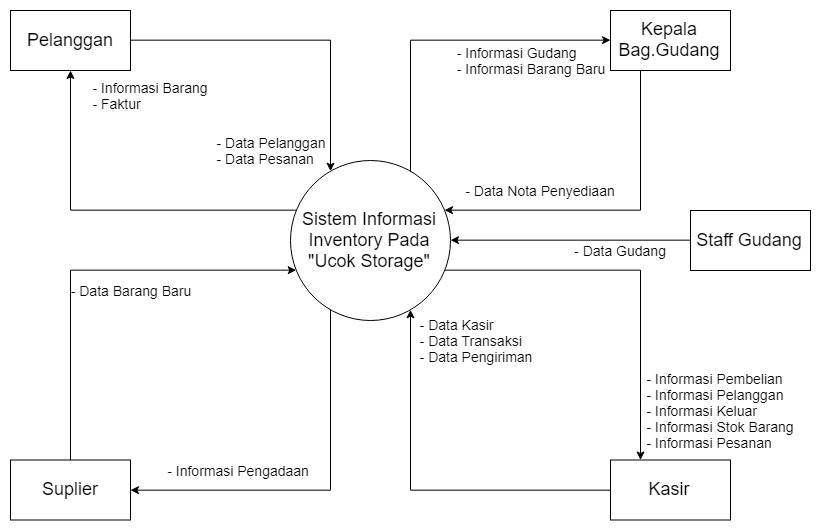 Pelanggan
Kepala
Bag.Gudang
- Informasi Gudang
- Informasi Barang Baru
- Informasi Barang
- Faktur
- Data Pelanggan
- Data Pesanan
- Data Nota Penyediaan
Sistem Informasi
Inventory Pada
"Ucok Storage"
Staff Gudang
- Data Gudang
- Data Barang Baru
- Data Kasir
- Data Transaksi
- Data Pengiriman
- Informasi Pembelian
- Informasi Pelanggan
- Informasi Keluar
- Informasi Stok Barang
- Informasi Pesanan
- Informasi Pengadaan
Suplier
Kasir